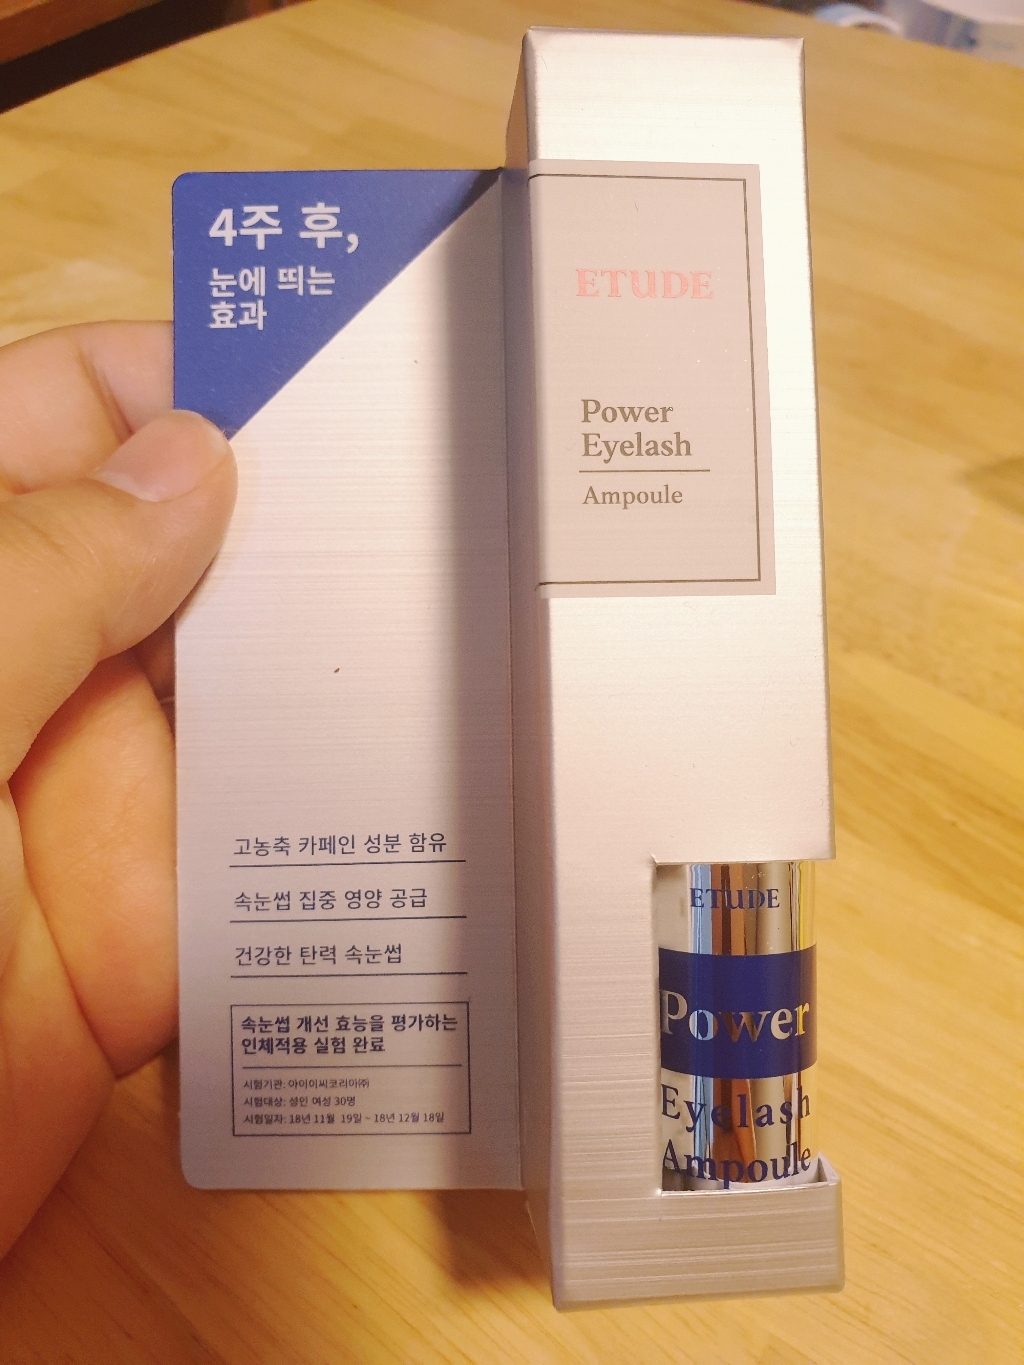 4주 후,
눈에 띄는
효과
고농축 카페인 성분 함유
속눈썹 집중 영양 공급
건강한 탄력 속눈썹
속눈썹 개선 효능을 평가하는
인체적용 실험 완료
시험기관: 아이이씨코리아㈜
시험대상: 성인 여성 30명
시험일자: 18년 11월 19일 ~ 18년 12월 18일
ETUDE
Power
Eyelash
Ampoule
ETUDE
Power
Eyelash
Ampoule